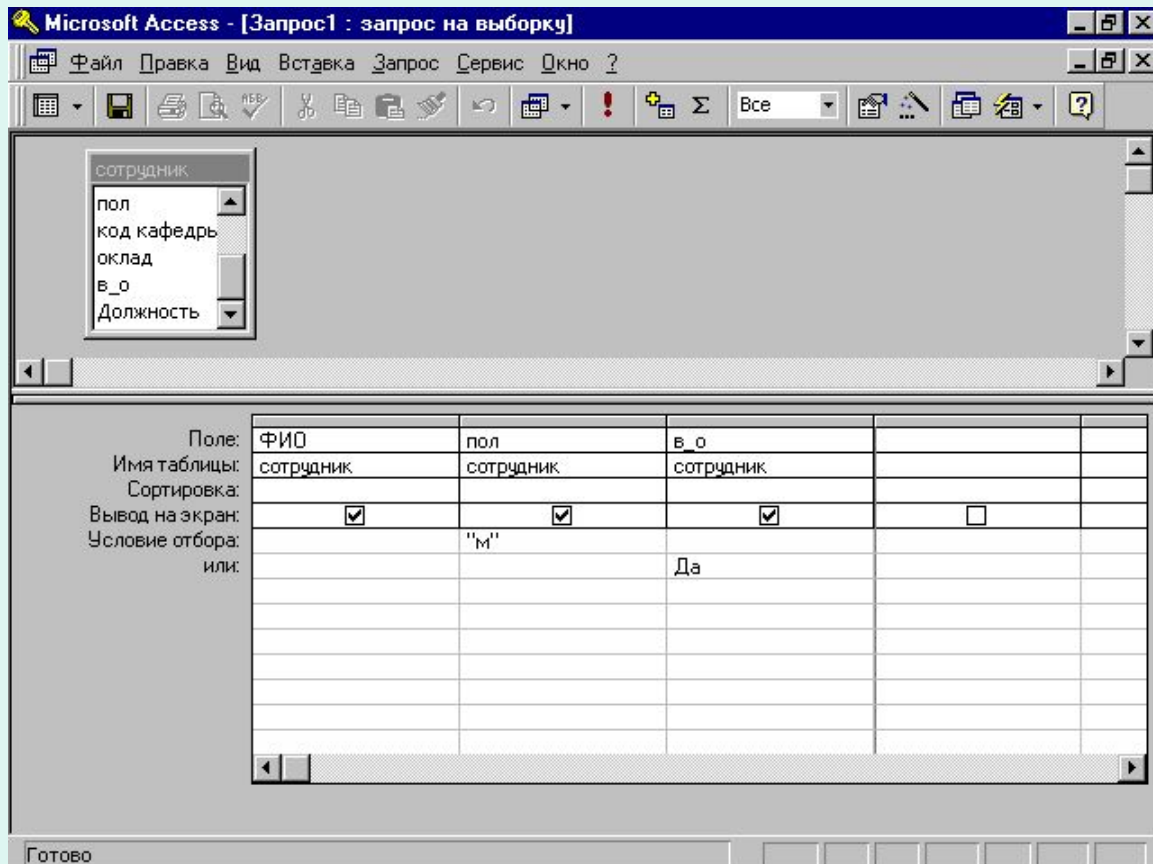 Microsoft Access - [Запрос1 : запрос на выборку]
Файл Правка Вид Вставка Запрос Сервис Окно ?
Все
сотрудник
пол
код кафедры
оклад
в_о
Должность
Поле: ФИО пол в_о
Имя таблицы: сотрудник сотрудник сотрудник
Сортировка:
Вывод на экран:
Условие отбора: "м"
или: Да
Готово